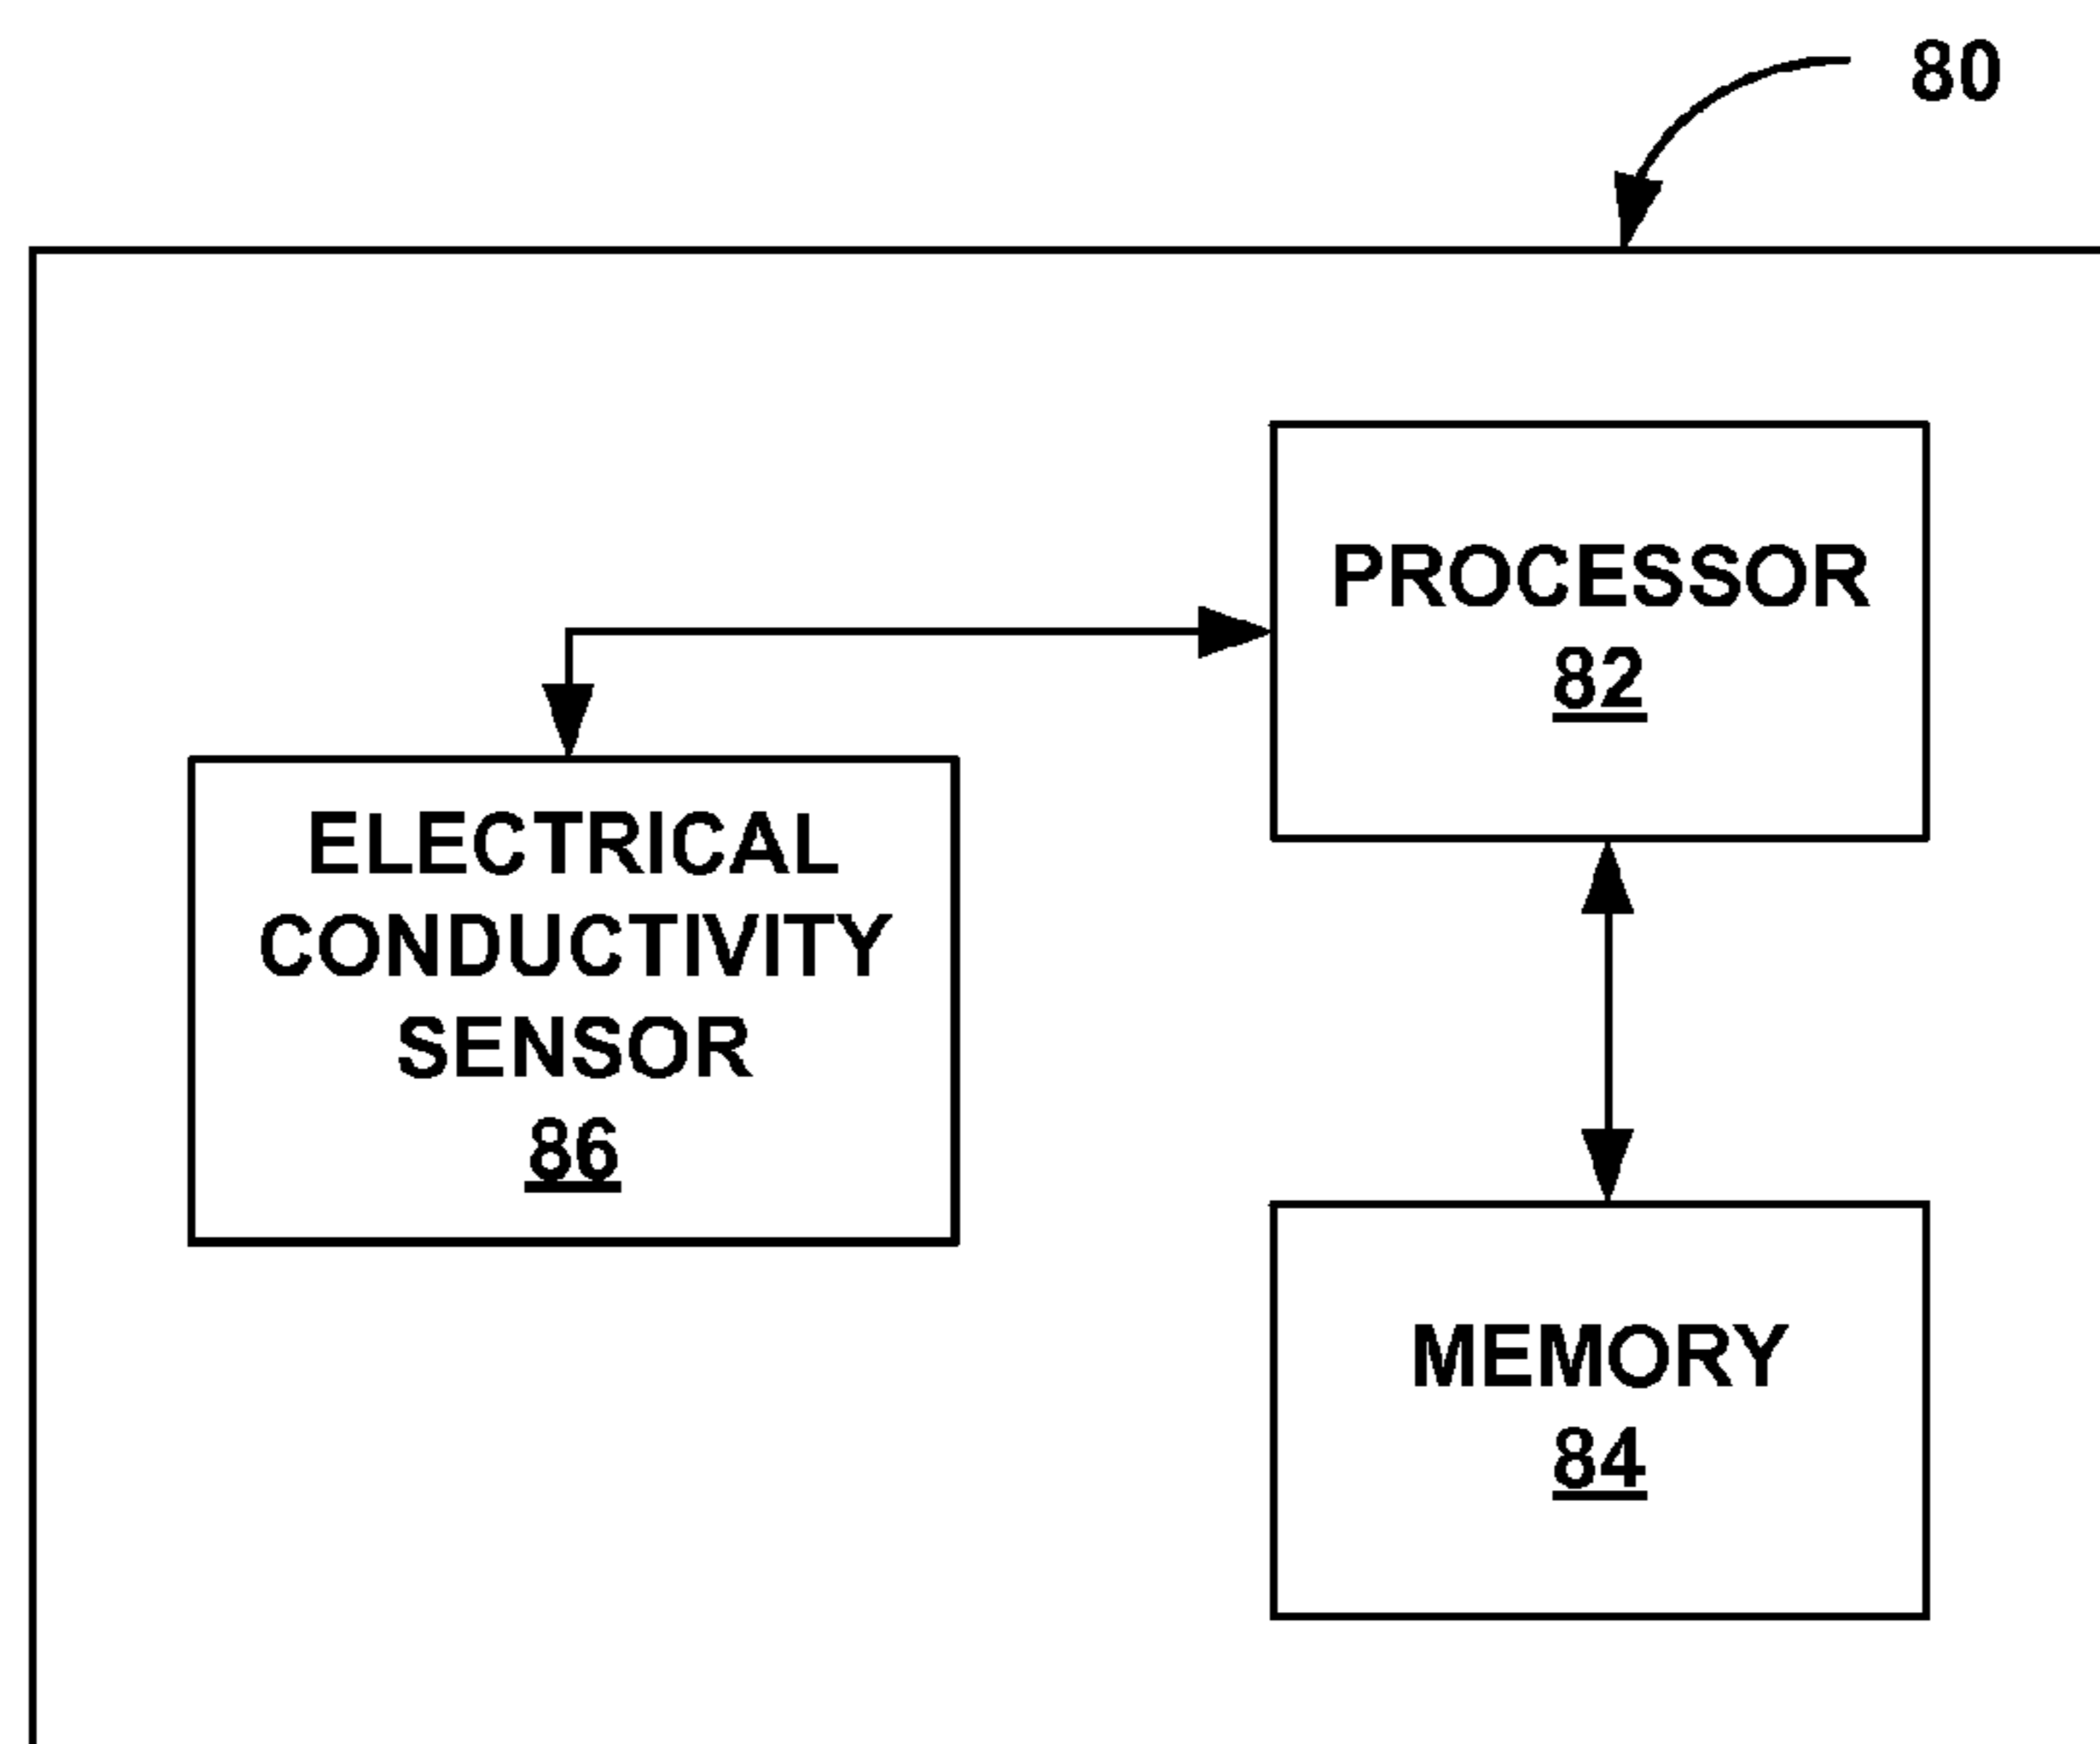 80
PROCESSOR
82
ELECTRICAL
CONDUCTIVITY
SENSOR
86
MEMORY
84